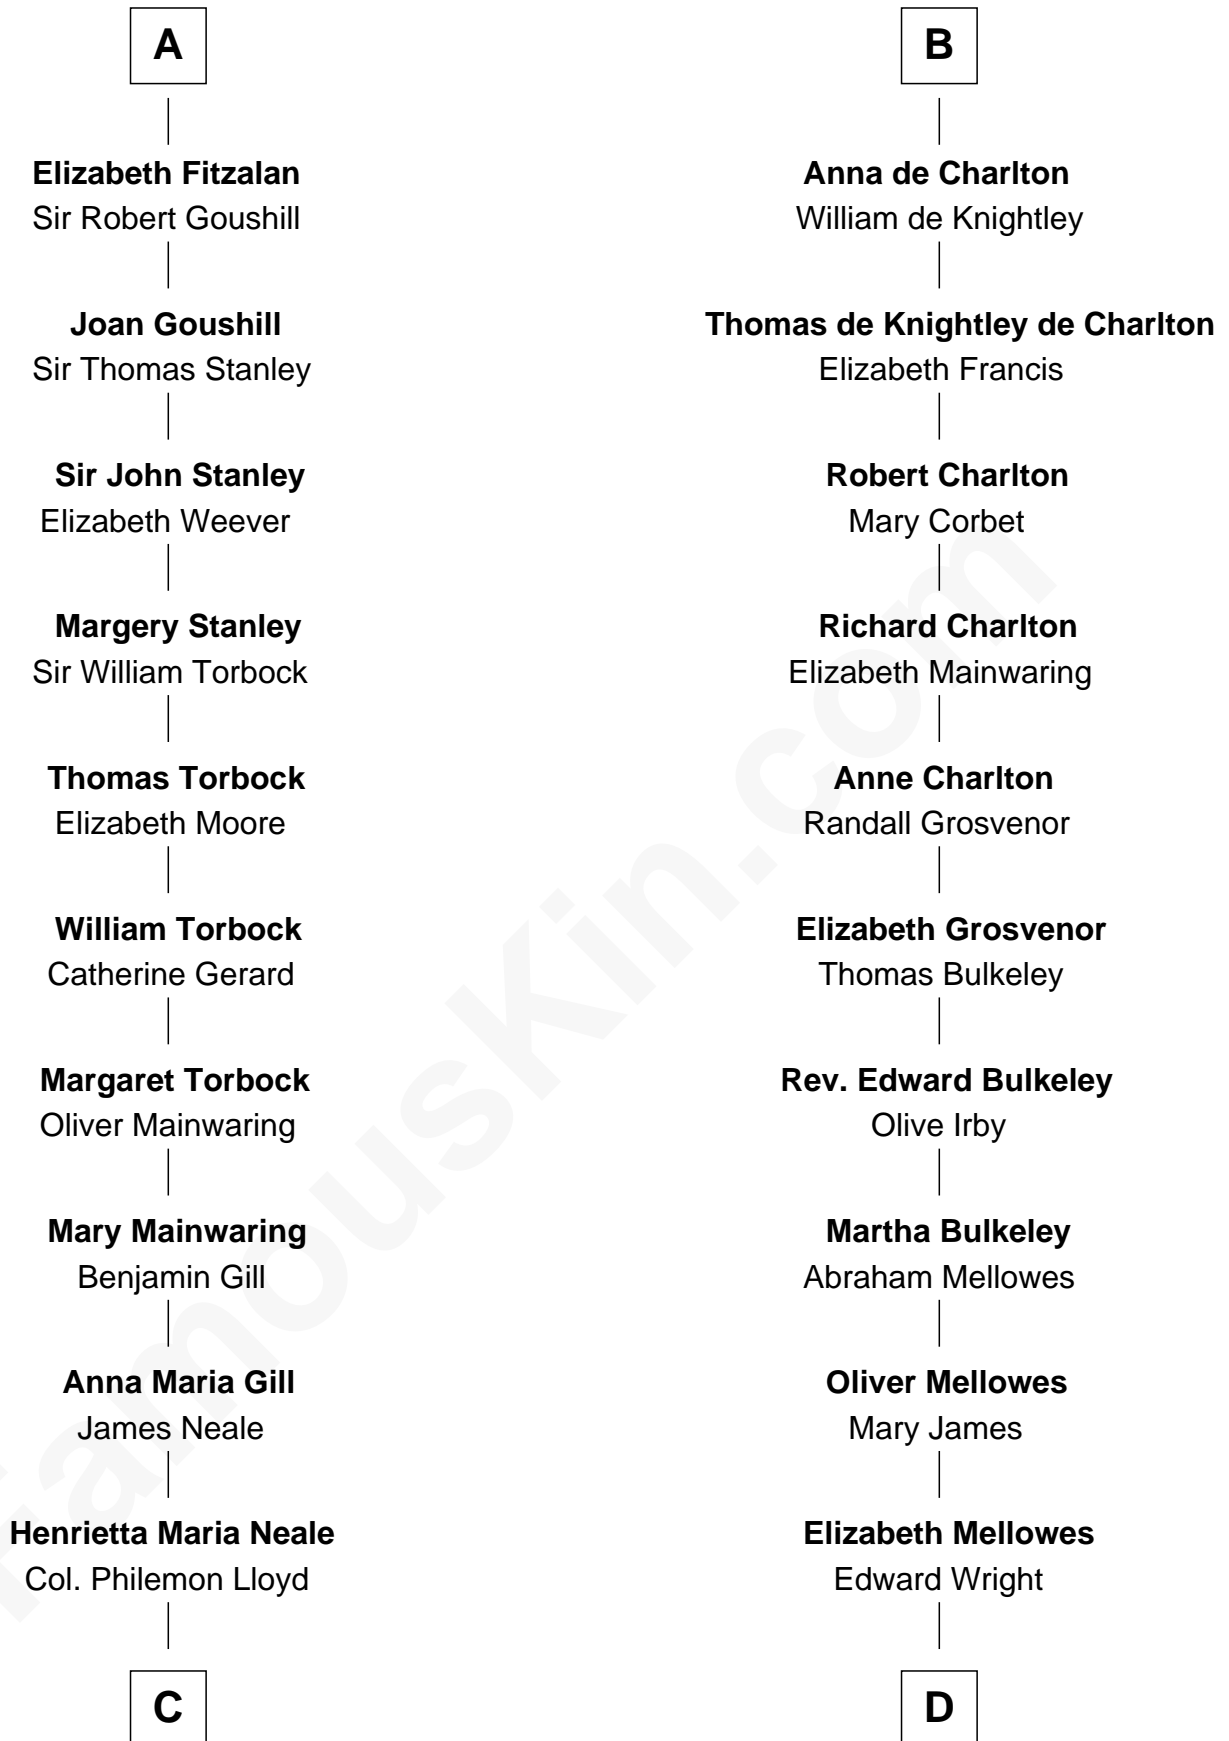 A
Elizabeth Fitzalan
Sir Robert Goushill
Joan Goushill
Sir Thomas Stanley
Sir John Stanley
Elizabeth Weever
Margery Stanley
Sir William Torbock
Thomas Torbock
Elizabeth Moore
William Torbock
Catherine Gerard
Margaret Torbock
Oliver Mainwaring
Mary Mainwaring
Benjamin Gill
Anna Maria Gill
James Neale
Henrietta Maria Neale
Col. Philemon Lloyd
C
B
Anna de Charlton
William de Knightley
Thomas de Knightley de Charlton
Elizabeth Francis
Robert Charlton
Mary Corbet
Richard Charlton
Elizabeth Mainwaring
Anne Charlton
Randall Grosvenor
Elizabeth Grosvenor
Thomas Bulkeley
Rev. Edward Bulkeley
Olive Irby
Martha Bulkeley
Abraham Mellowes
Oliver Mellowes
Mary James
Elizabeth Mellowes
Edward Wright
D
FamousKin.com